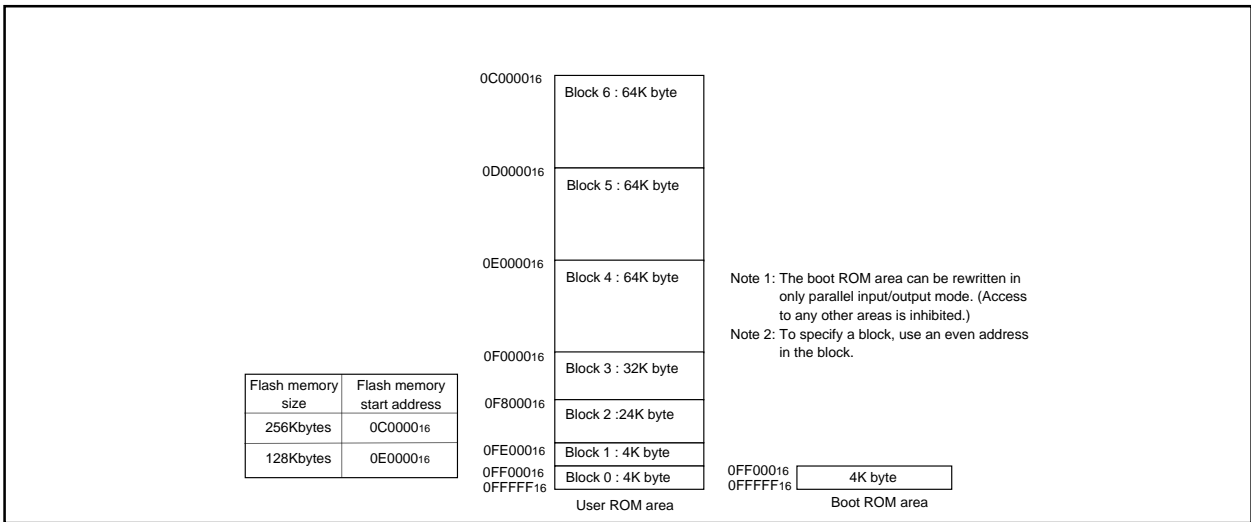 0C000016
Block 6 : 64K byte
0D000016
Block 5 : 64K byte
0E000016
Block 4 : 64K byte
Note 1: The boot ROM area can be rewritten in
only parallel input/output mode. (Access
to any other areas is inhibited.)
Note 2: To specify a block, use an even address
in the block.
0F000016
Block 3 : 32K byte
Flash memory size
Flash memory start address
256Kbytes
0C000016
128Kbytes
0E000016
0F800016
Block 2 :24K byte
0FE00016
Block 1 : 4K byte
0FF00016
0FFFFF16
Block 0 : 4K byte
User ROM area
0FF00016
0FFFFF16
4K byte
Boot ROM area